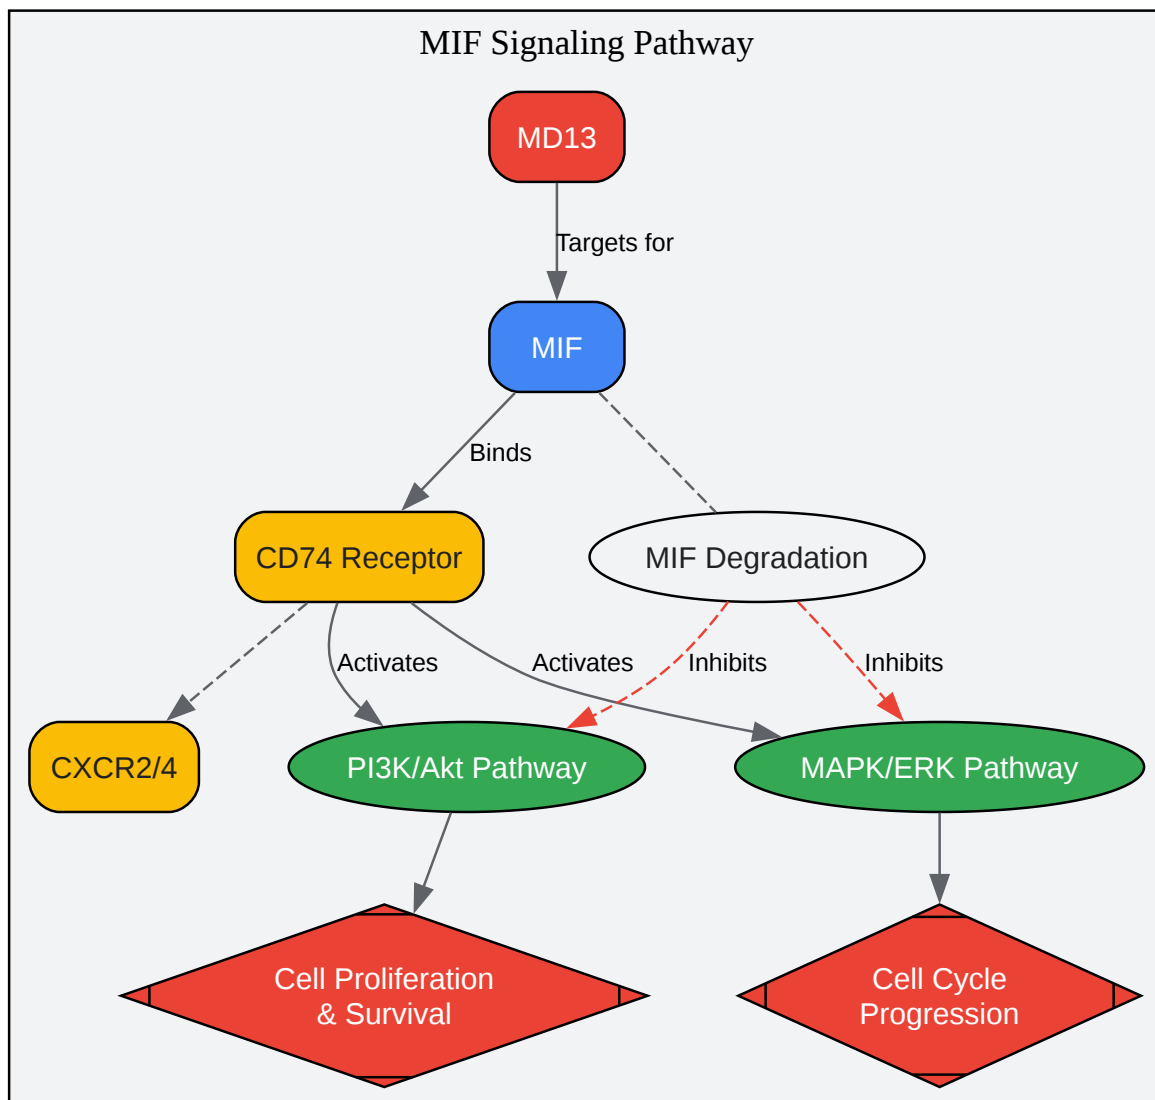 MIF Signaling Pathway
MD13
Targets for
MIF
Binds
CD74 Receptor
MIF Degradation
Activates
Activates
Inhibits
Inhibits
CXCR2/4
PI3K/Akt Pathway
MAPK/ERK Pathway
Cell Proliferation
& Survival
Cell Cycle
Progression